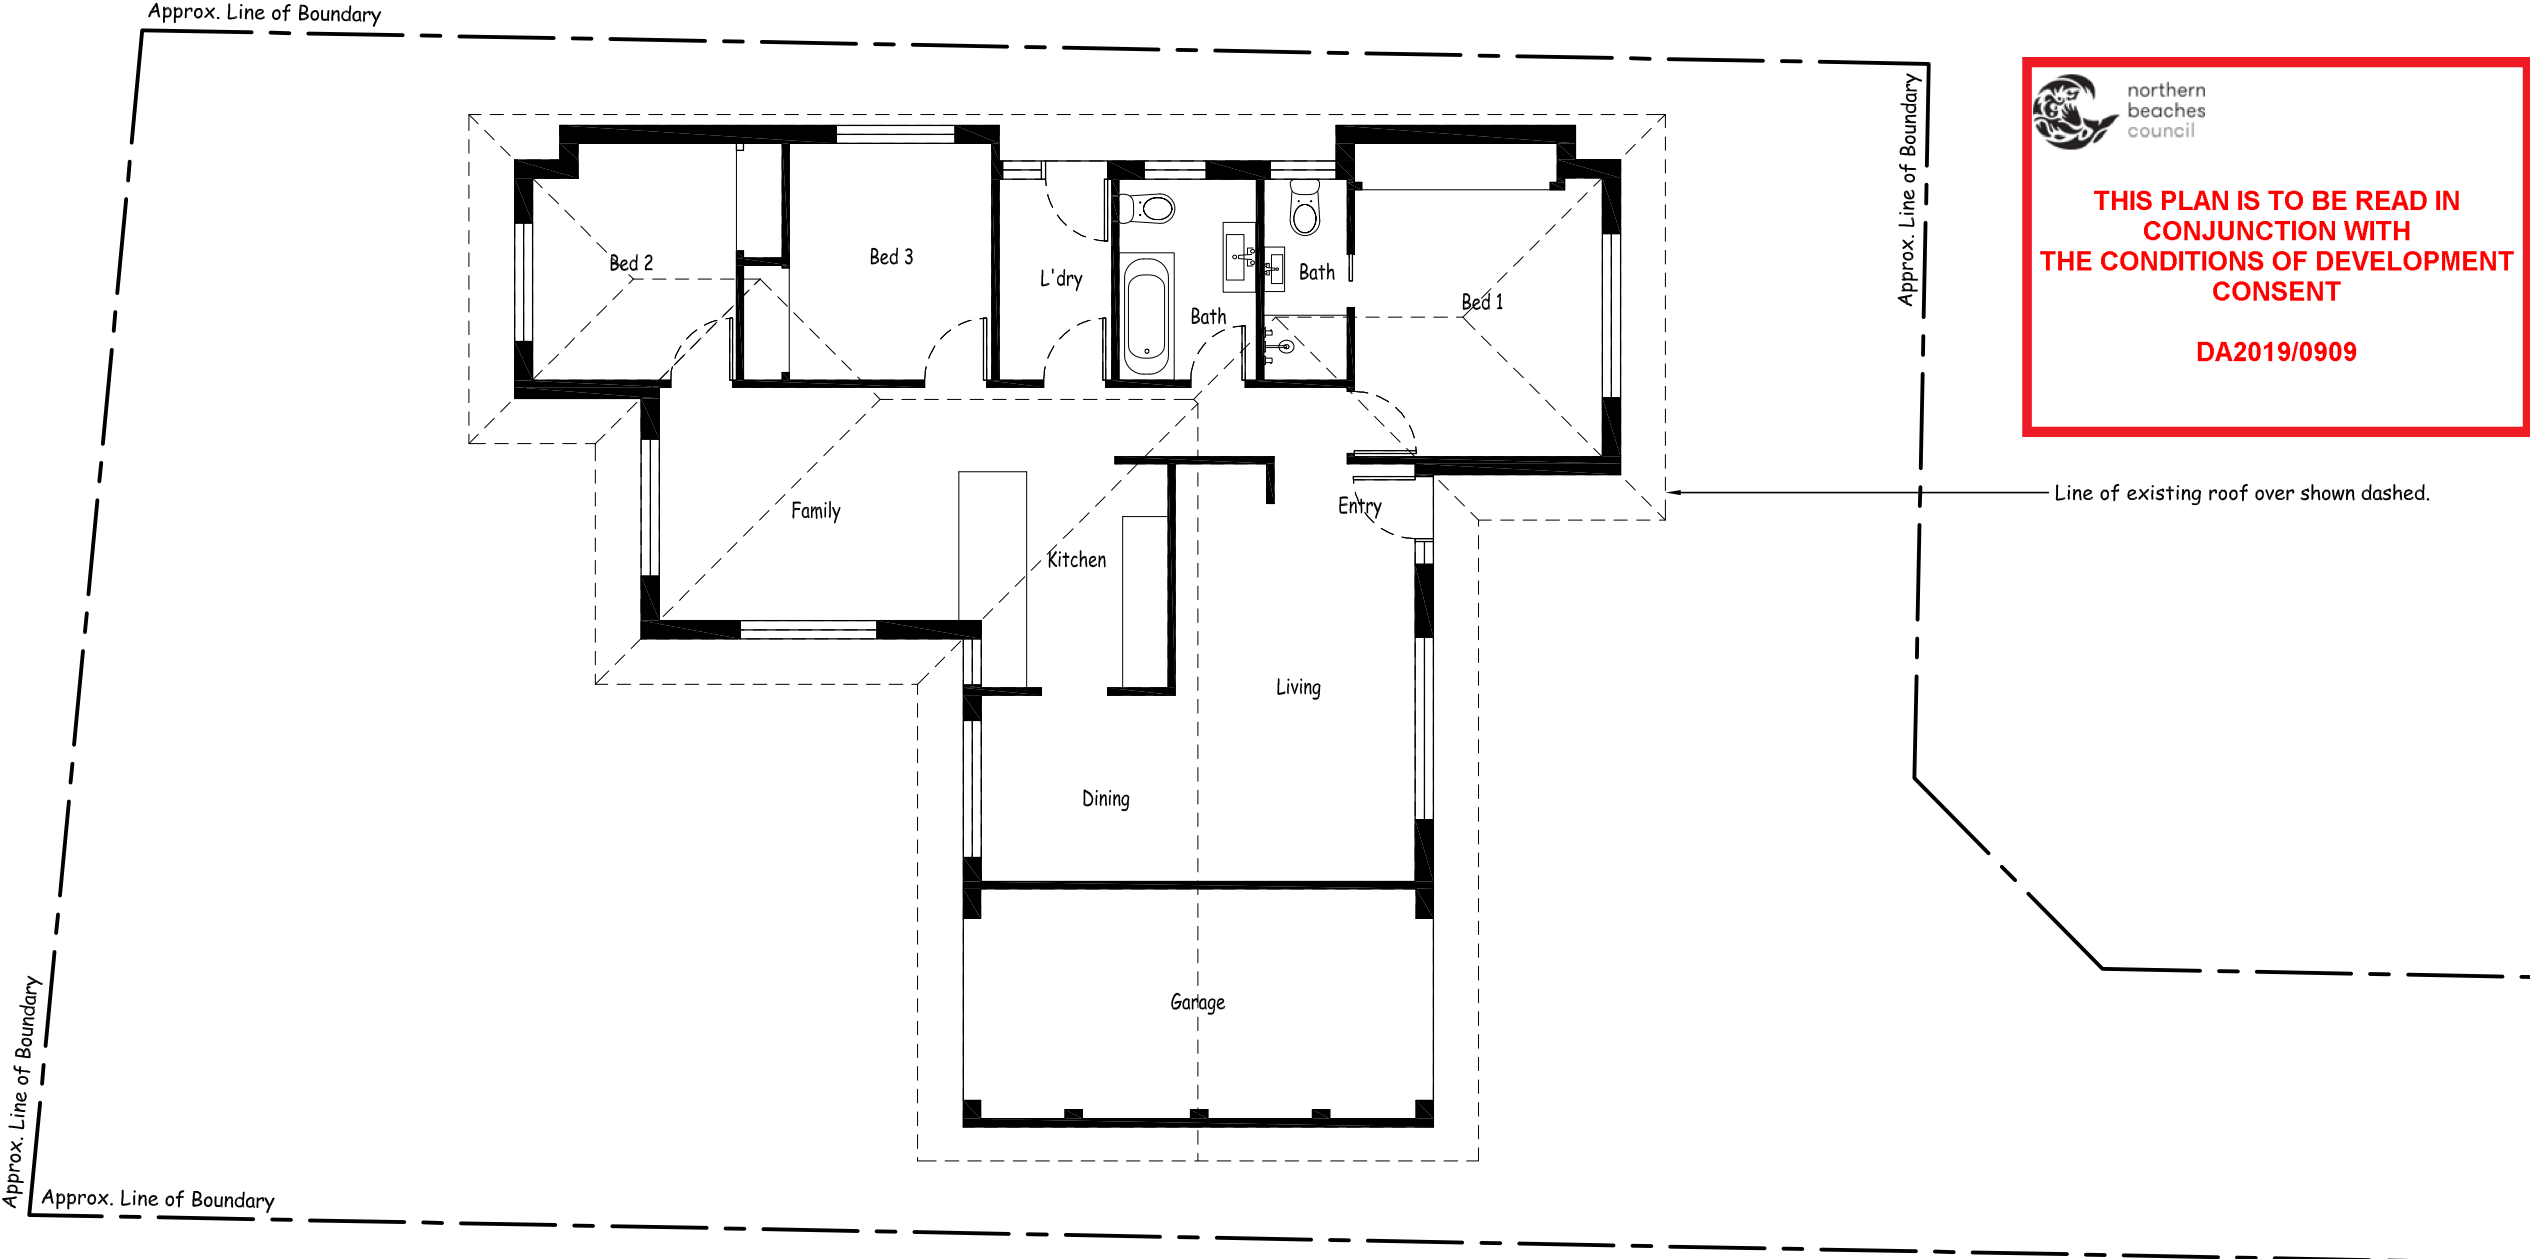 Approx. Line of Boundary
Approx. Line of Boundary
northern
beaches
council
THIS PLAN IS TO BE READ IN
CONJUNCTION WITH
THE CONDITIONS OF DEVELOPMENT
CONSENT
DA2019/0909
Bed 2
Bed 3
L'dry
Bath
Bath
Bed 1
Line of existing roof over shown dashed.
Family
Entry
Kitchen
Living
Dining
Garage
Approx. Line of Boundary
Approx. Line of Boundary